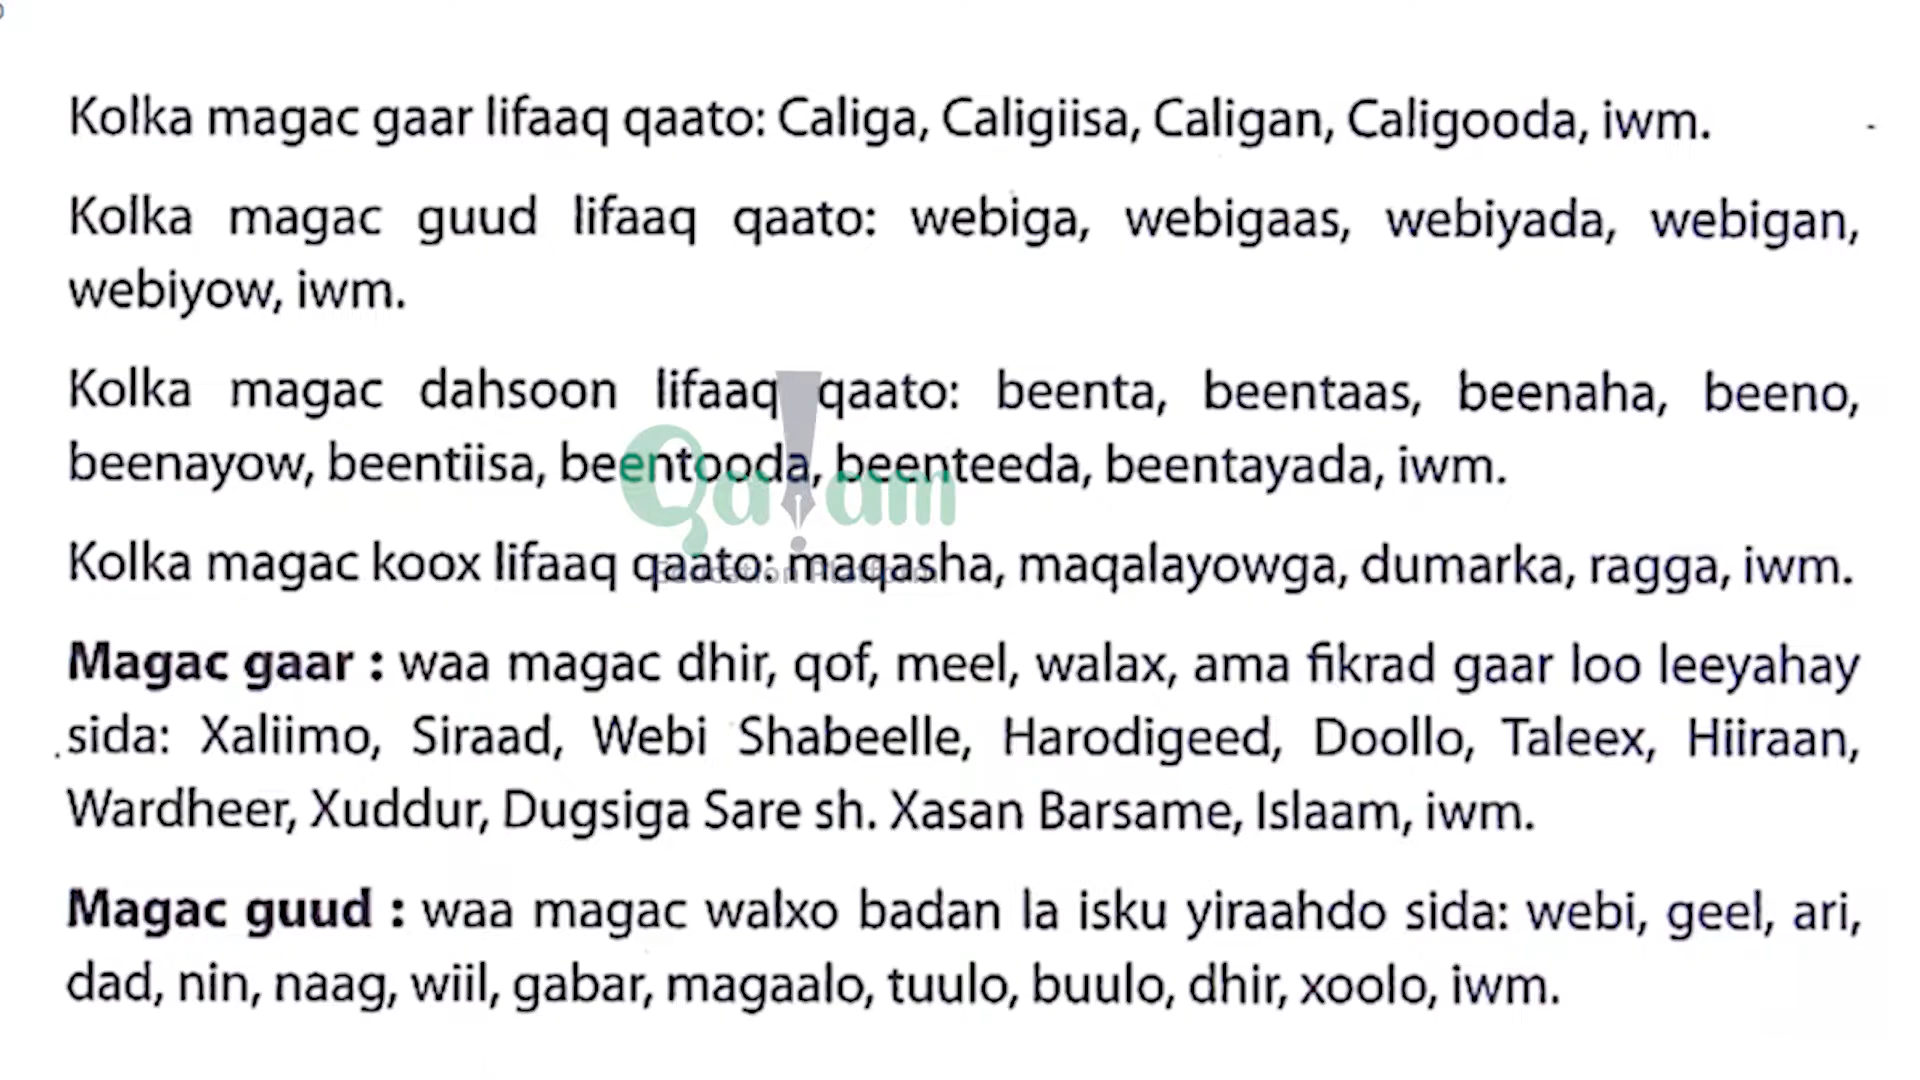 Kolka magac gaar lifaaq qaato: Caliga, Caligiisa, Caligan, Caligooda, iwm.
Kolka magac guud lifaaq qaato: webiga, webigaas, webiyada, webigan,
webiyow, iwm.
Kolka magac dahsoon lifaaq qaato: beenta, beentaas, beenaha, beeno,
beenayow, beentiisa, beentooda, beenteeda, beentayada, iwm.
Qalam
Kolka magac koox lifaaq qaato: maqasha, maqalayowga, dumarka, ragga, iwm.
Education Platform
Magac gaar : waa magac dhir, qof, meel, walax, ama fikrad gaar loo leeyahay
sida: Xaliimo, Siraad, Webi Shabeelle, Harodigeed, Doollo, Taleex, Hiiraan,
Wardheer, Xuddur, Dugsiga Sare sh. Xasan Barsame, Islaam, iwm.
Magac guud : waa magac walxo badan la isku yiraahdo sida: webi, geel, ari,
dad, nin, naag, wiil, gabar, magaalo, tuulo, buulo, dhir, xoolo, iwm.